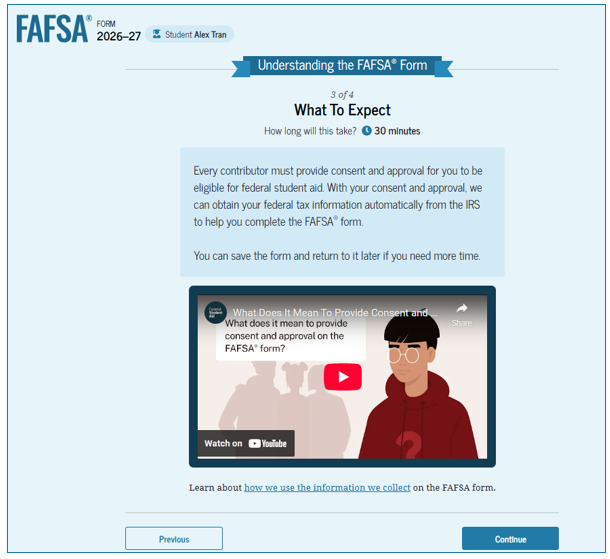 FAFSA® FORM
2026–27 Student Alex Tran
Understanding the FAFSA® Form
3 of 4
What To Expect
How long will this take? 30 minutes
Every contributor must provide consent and approval for you to be
eligible for federal student aid. With your consent and approval, we
can obtain your federal tax information automatically from the IRS
to help you complete the FAFSA® form.
You can save the form and return to it later if you need more time.
Federal Student Aid
What Does It Mean To Provide Consent and ...
Share
What does it mean to provide
consent and approval on the
FAFSA® form?
?
Watch on YouTube
Learn about how we use the information we collect on the FAFSA form.
Previous
Continue